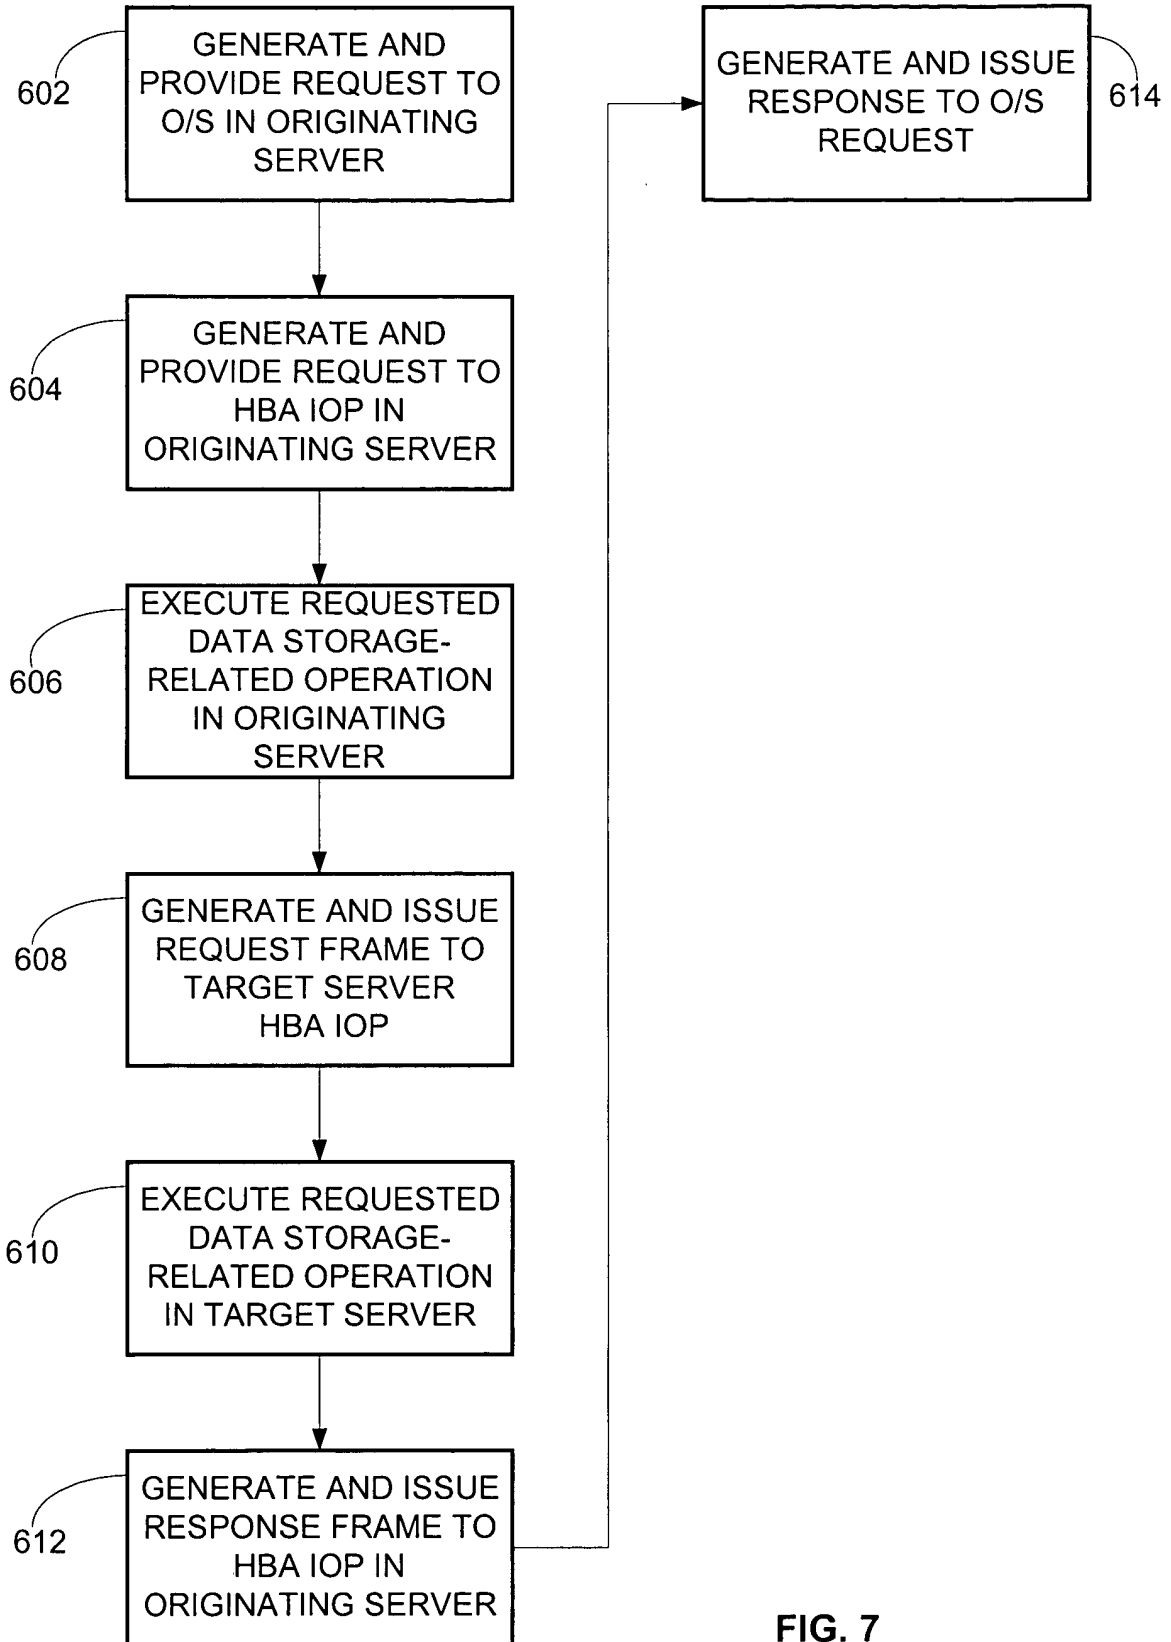 602
GENERATE AND
PROVIDE REQUEST TO
O/S IN ORIGINATING
SERVER
604
GENERATE AND
PROVIDE REQUEST TO
HBA IOP IN
ORIGINATING SERVER
606
EXECUTE REQUESTED
DATA STORAGE-
RELATED OPERATION
IN ORIGINATING
SERVER
608
GENERATE AND ISSUE
REQUEST FRAME TO
TARGET SERVER
HBA IOP
610
EXECUTE REQUESTED
DATA STORAGE-
RELATED OPERATION
IN TARGET SERVER
612
GENERATE AND ISSUE
RESPONSE FRAME TO
HBA IOP IN
ORIGINATING SERVER
GENERATE AND ISSUE
RESPONSE TO O/S
REQUEST
614
FIG. 7